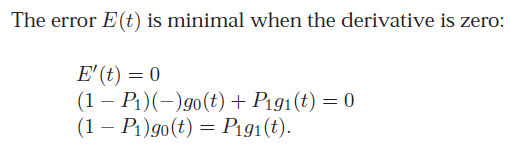 The error E(t) is minimal when the derivative is zero:
E′(t) = 0
(1 − P₁)(−)g₀(t) + P₁g₁(t) = 0
(1 − P₁)g₀(t) = P₁g₁(t).